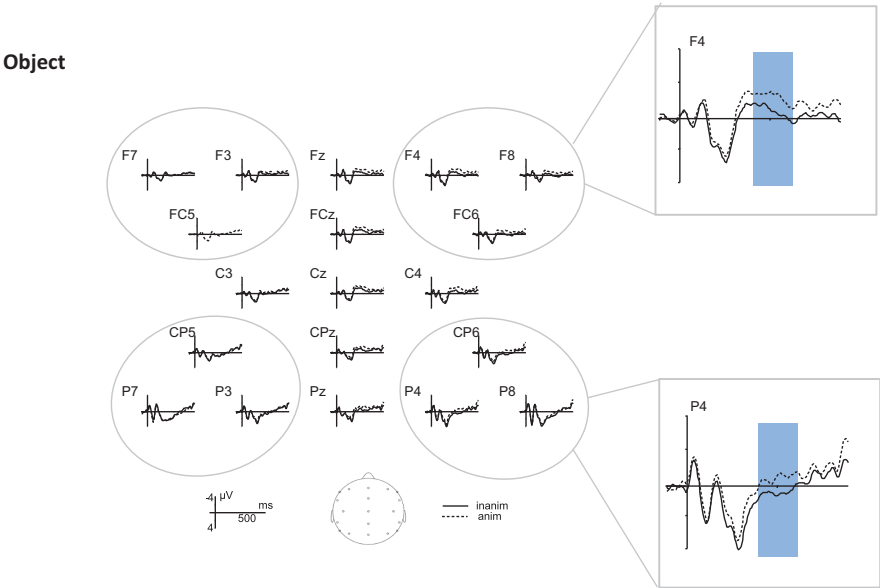 F4
Object
F7 F3 Fz F4 F8
FC5 FCz FC6
C3 Cz C4
CP5 CPz CP6
P7 P3 Pz P4 P8
P4
-4 µV
ms
500
4
inanim
anim